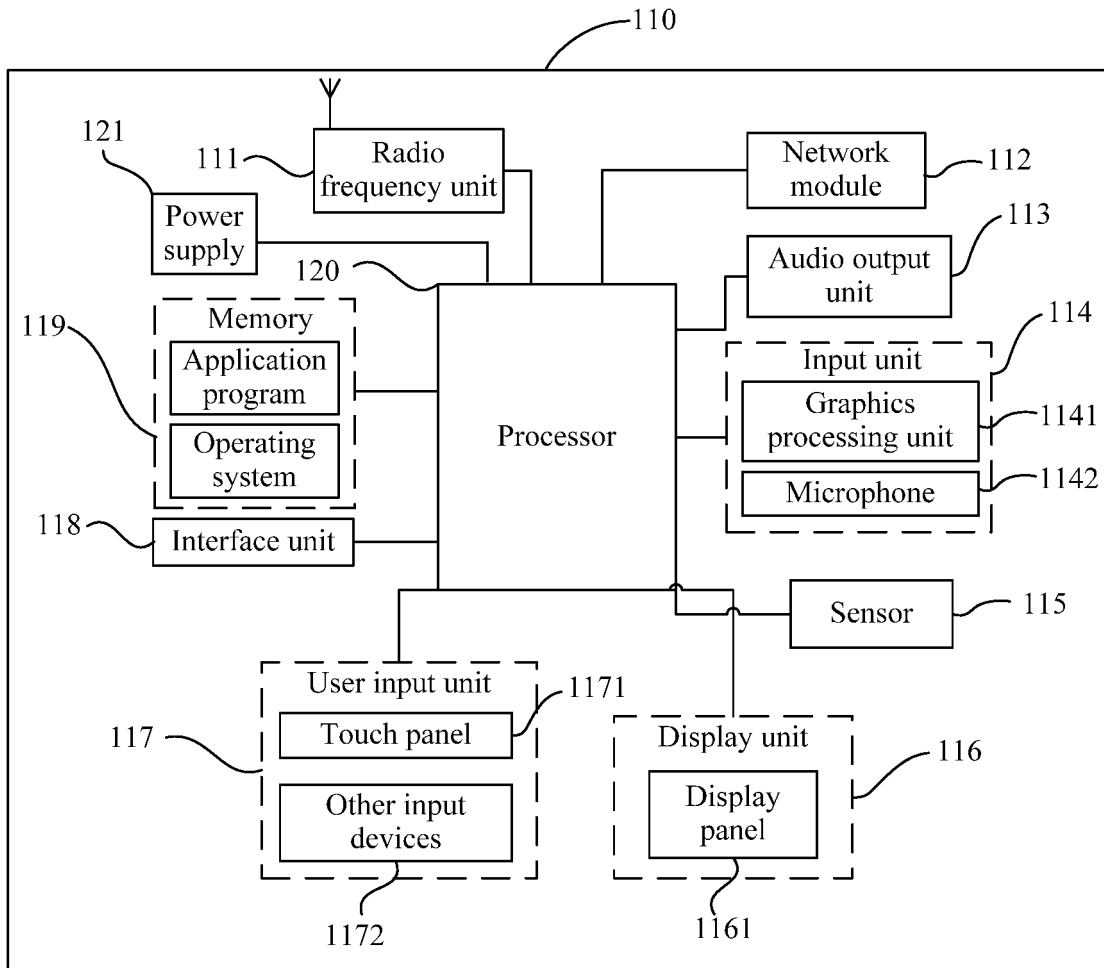 110
121
111
Radio
frequency unit
Network
module
112
Power
supply
113
Audio output
unit
120
119
Memory
Application
program
Operating
system
114
Input unit
Graphics
processing unit
1141
Microphone
1142
Processor
118
Interface unit
Sensor
115
User input unit
1171
Touch panel
117
Other input
devices
1172
Display unit
116
Display
panel
1161